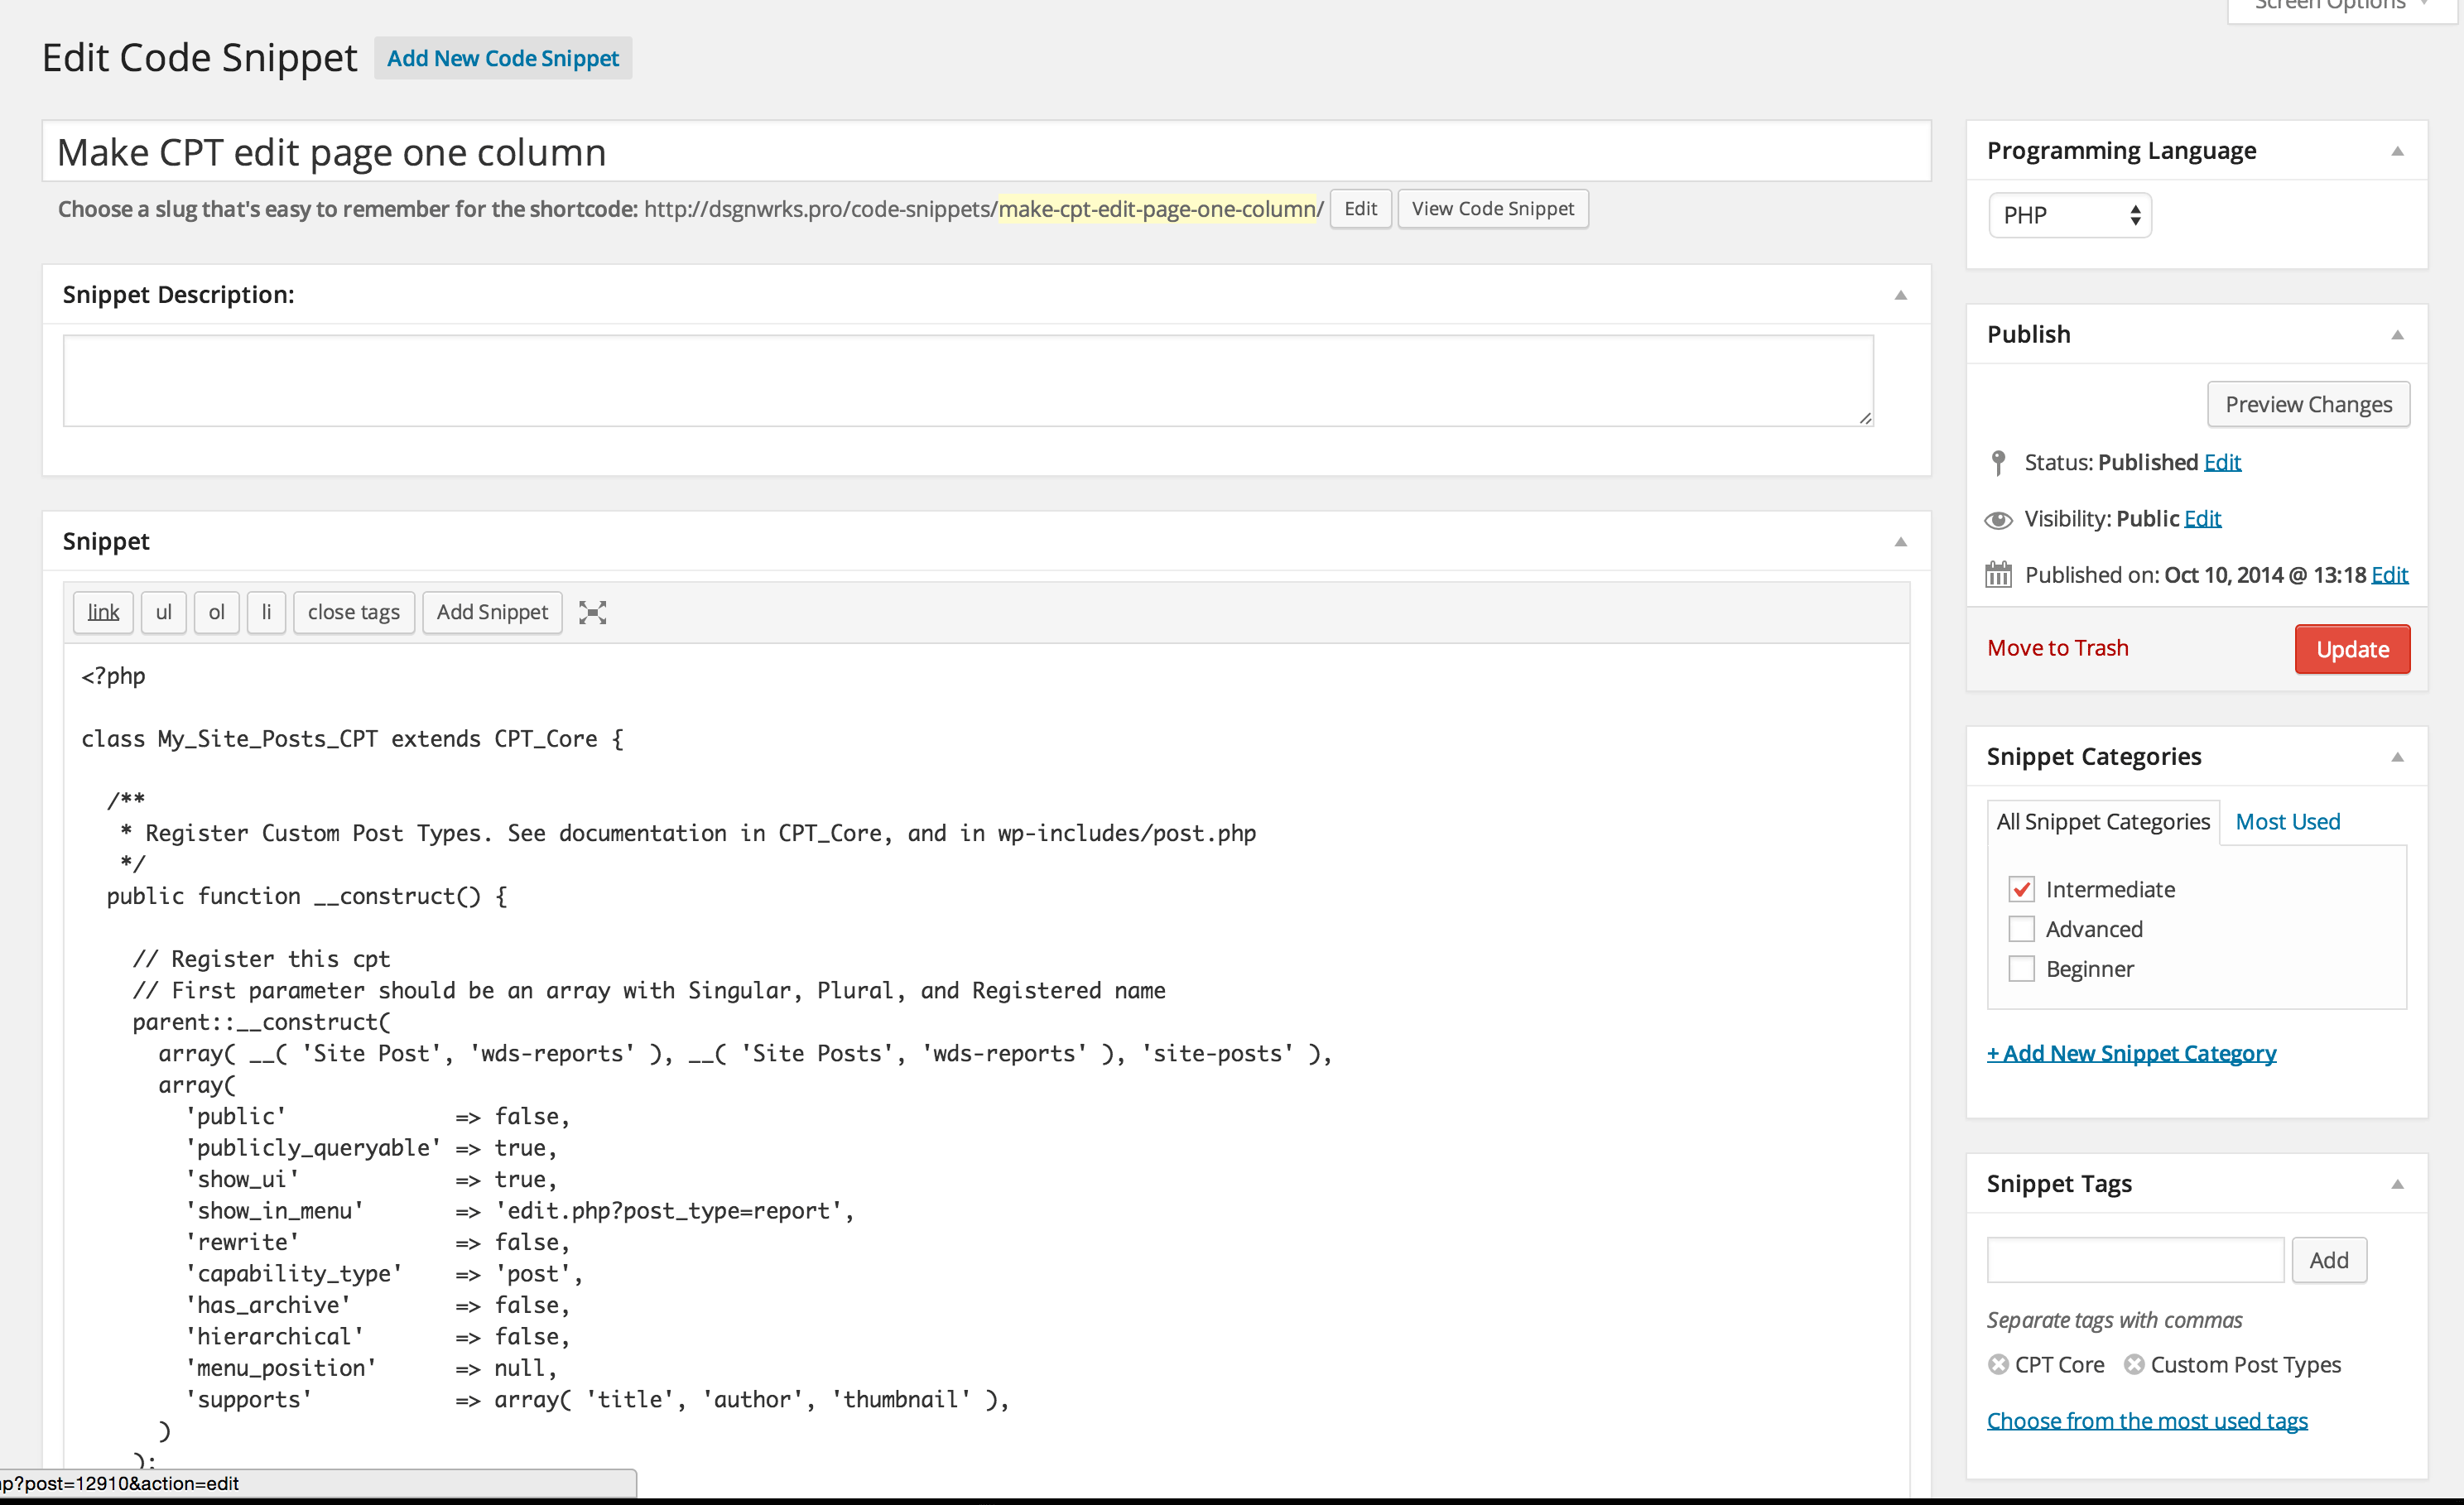 Screen Options
Edit Code Snippet Add New Code Snippet
Make CPT edit page one column
Choose a slug that's easy to remember for the shortcode: http://dsgnwrks.pro/code-snippets/make-cpt-edit-page-one-column/ Edit View Code Snippet
Snippet Description:
Snippet
link ul ol li close tags Add Snippet
<?php
class My_Site_Posts_CPT extends CPT_Core {
/**
* Register Custom Post Types. See documentation in CPT_Core, and in wp-includes/post.php
*/
public function __construct() {
// Register this cpt
// First parameter should be an array with Singular, Plural, and Registered name
parent::__construct(
array( __( 'Site Post', 'wds-reports' ), __( 'Site Posts', 'wds-reports' ), 'site-posts' ),
array(
'public' => false,
'publicly_queryable' => true,
'show_ui' => true,
'show_in_menu' => 'edit.php?post_type=report',
'rewrite' => false,
'capability_type' => 'post',
'has_archive' => false,
'hierarchical' => false,
'menu_position' => null,
'supports' => array( 'title', 'author', 'thumbnail' ),
)
);
p?post=12910&action=edit
Programming Language
PHP
Publish
Preview Changes
Status: Published Edit
Visibility: Public Edit
Published on: Oct 10, 2014 @ 13:18 Edit
Move to Trash Update
Snippet Categories
All Snippet Categories Most Used
Intermediate
Advanced
Beginner
+ Add New Snippet Category
Snippet Tags
Add
Separate tags with commas
CPT Core Custom Post Types
Choose from the most used tags